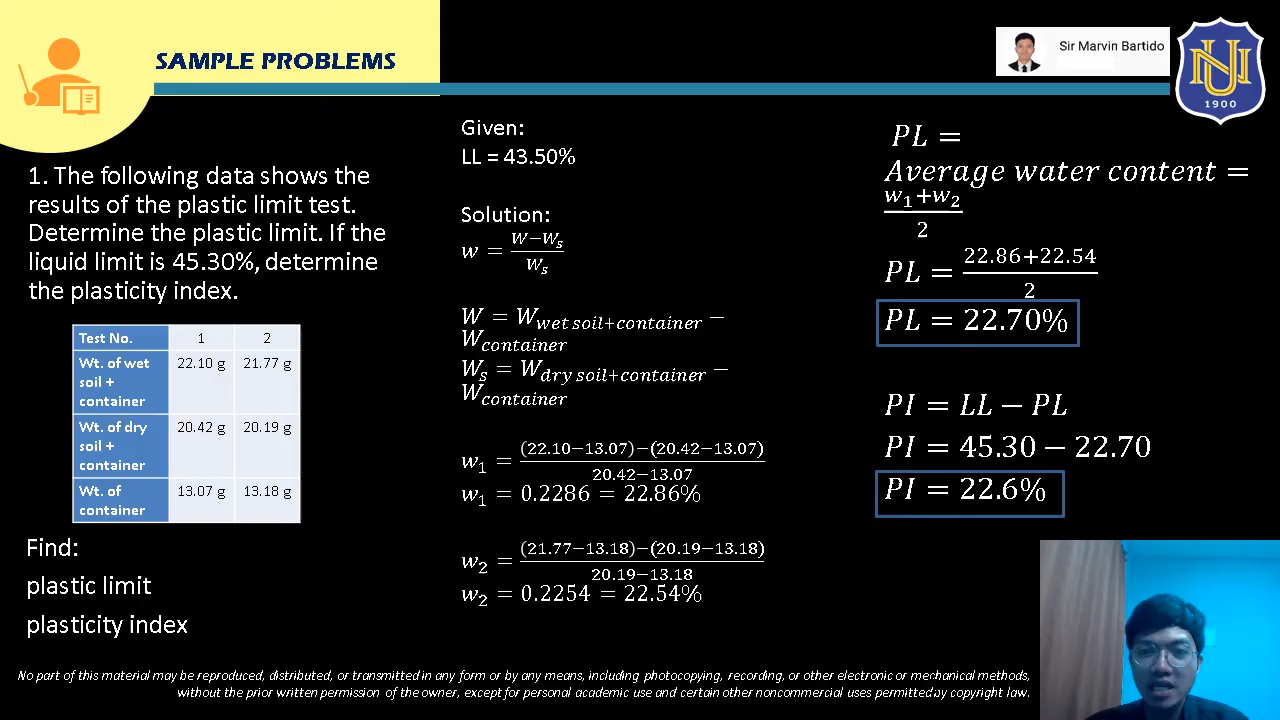 SAMPLE PROBLEMS
Sir Marvin Bartido
NU
1900
1. The following data shows the
results of the plastic limit test.
Determine the plastic limit. If the
liquid limit is 45.30%, determine
the plasticity index.
Test No. 1 2
Wt. of wet soil + container 22.10 g 21.77 g
Wt. of dry soil + container 20.42 g 20.19 g
Wt. of container 13.07 g 13.18 g
Find:
plastic limit
plasticity index
Given:
LL = 43.50%
Solution:
w = (W−Wₛ)/Wₛ
W = W_wet soil+container −
W_container
Wₛ = W_dry soil+container −
W_container
w₁ = ((22.10−13.07)−(20.42−13.07))/(20.42−13.07)
w₁ = 0.2286 = 22.86%
w₂ = ((21.77−13.18)−(20.19−13.18))/(20.19−13.18)
w₂ = 0.2254 = 22.54%
PL =
Average water content =
(w₁+w₂)/2
PL = (22.86+22.54)/2
PL = 22.70%
PI = LL − PL
PI = 45.30 − 22.70
PI = 22.6%
No part of this material may be reproduced, distributed, or transmitted in any form or by any means, including photocopying, recording, or other electronic or mechanical methods,
without the prior written permission of the owner, except for personal academic use and certain other noncommercial uses permitted by copyright law.